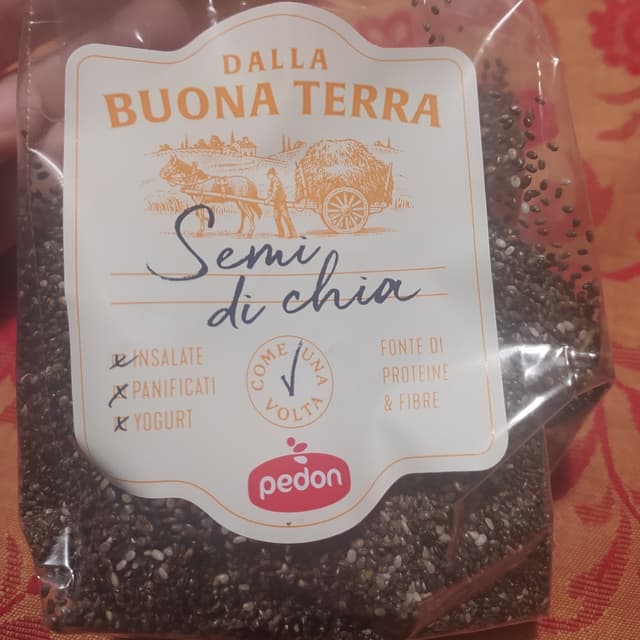 DALLA
BUONA TERRA
Semi
di chia
INSALATE
PANIFICATI
YOGURT
COME UNA
VOLTA
FONTE DI
PROTEINE
& FIBRE
pedon